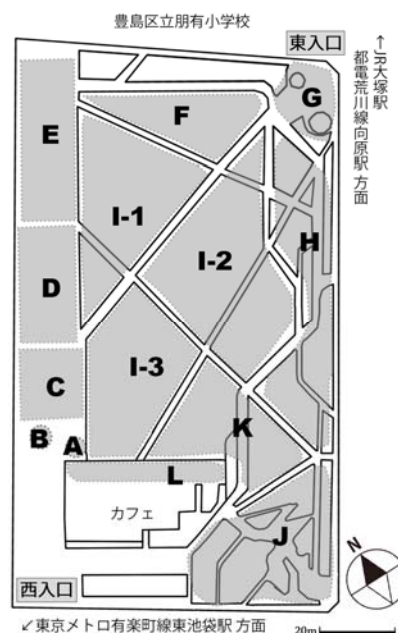 豊島区立朋有小学校
東入口
←JR大塚駅
都電荒川線向原駅 方面
G
F
E
I-1
H
I-2
D
I-3
C
K
B
A
L
カフェ
J
N
西入口
20m
↙東京メトロ有楽町線東池袋駅 方面